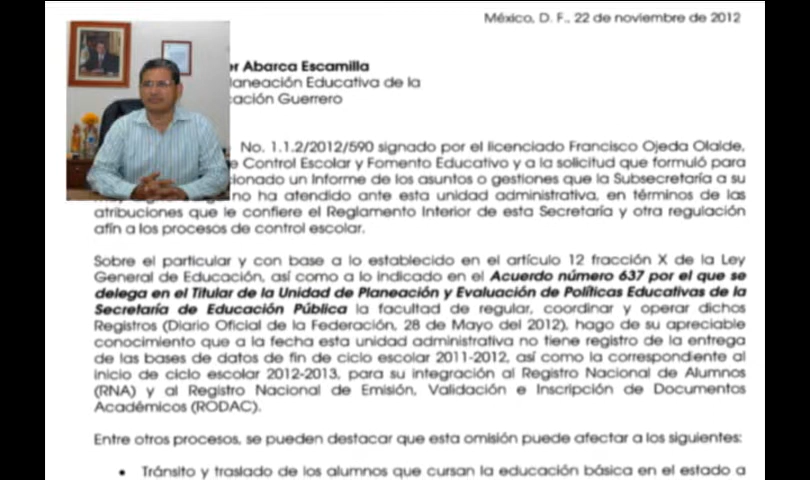 México, D. F., 22 de noviembre de 2012
er Abarca Escamilla
laneación Educativa de la
cación Guerrero
No. 1.1.2/2012/590 signado por el licenciado Francisco Ojeda Olalde,
e Control Escolar y Fomento Educativo y a la solicitud que formuló para
cionado un Informe de los asuntos o gestiones que la Subsecretaría a su
no ha atendido ante esta unidad administrativa, en términos de las
atribuciones que le confiere el Reglamento Interior de esta Secretaría y otra regulación
afín a los procesos de control escolar.
Sobre el particular y con base a lo establecido en el artículo 12 fracción X de la Ley
General de Educación, así como a lo indicado en el Acuerdo número 637 por el que se
delega en el Titular de la Unidad de Planeación y Evaluación de Políticas Educativas de la
Secretaría de Educación Pública la facultad de regular, coordinar y operar dichos
Registros (Diario Oficial de la Federación, 28 de Mayo del 2012), hago de su apreciable
conocimiento que a la fecha esta unidad administrativa no tiene registro de la entrega
de las bases de datos de fin de ciclo escolar 2011-2012, así como la correspondiente al
inicio de ciclo escolar 2012-2013, para su integración al Registro Nacional de Alumnos
(RNA) y al Registro Nacional de Emisión, Validación e Inscripción de Documentos
Académicos (RODAC).
Entre otros procesos, se pueden destacar que esta omisión puede afectar a los siguientes:
• Tránsito y traslado de los alumnos que cursan la educación básica en el estado a